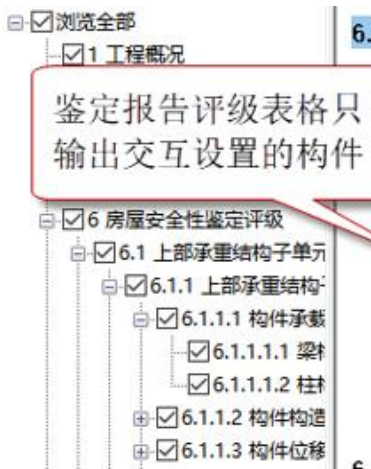 浏览全部
6.
1 工程概况
鉴定报告评级表格只
输出交互设置的构件
6 房屋安全性鉴定评级
6.1 上部承重结构子单元
6.1.1 上部承重结构
6.1.1.1 构件承载
6.1.1.1.1 梁
6.1.1.1.2 柱
6.1.1.2 构件构造
6.1.1.3 构件位移